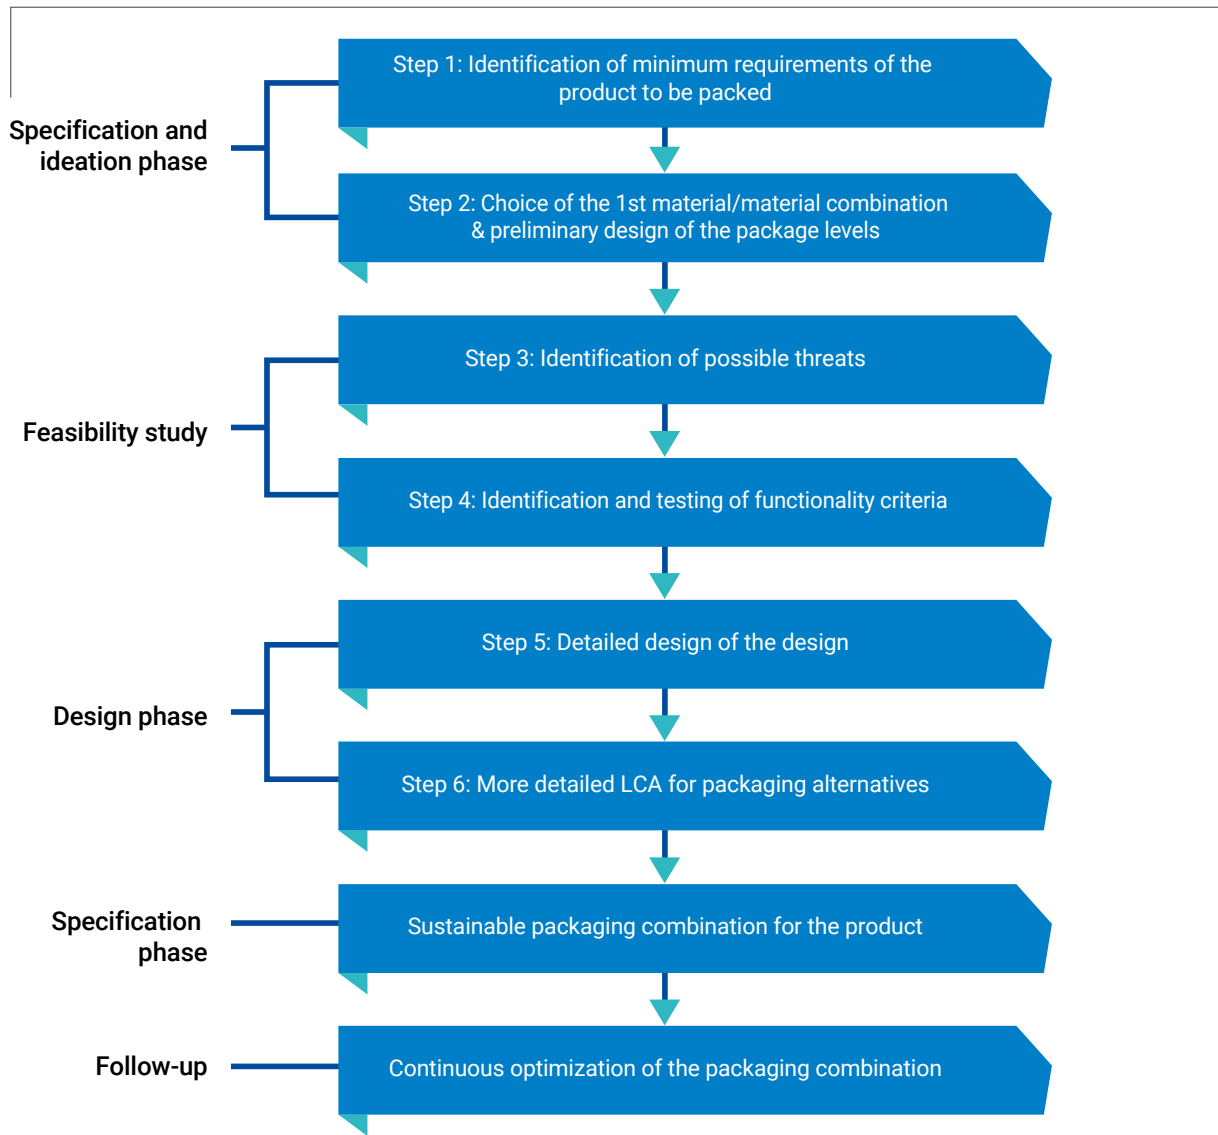 Step 1: Identification of minimum requirements of the
product to be packed
Specification and
ideation phase
Step 2: Choice of the 1st material/material combination
& preliminary design of the package levels
Step 3: Identification of possible threats
Feasibility study
Step 4: Identification and testing of functionality criteria
Step 5: Detailed design of the design
Design phase
Step 6: More detailed LCA for packaging alternatives
Specification
phase
Sustainable packaging combination for the product
Follow-up
Continuous optimization of the packaging combination